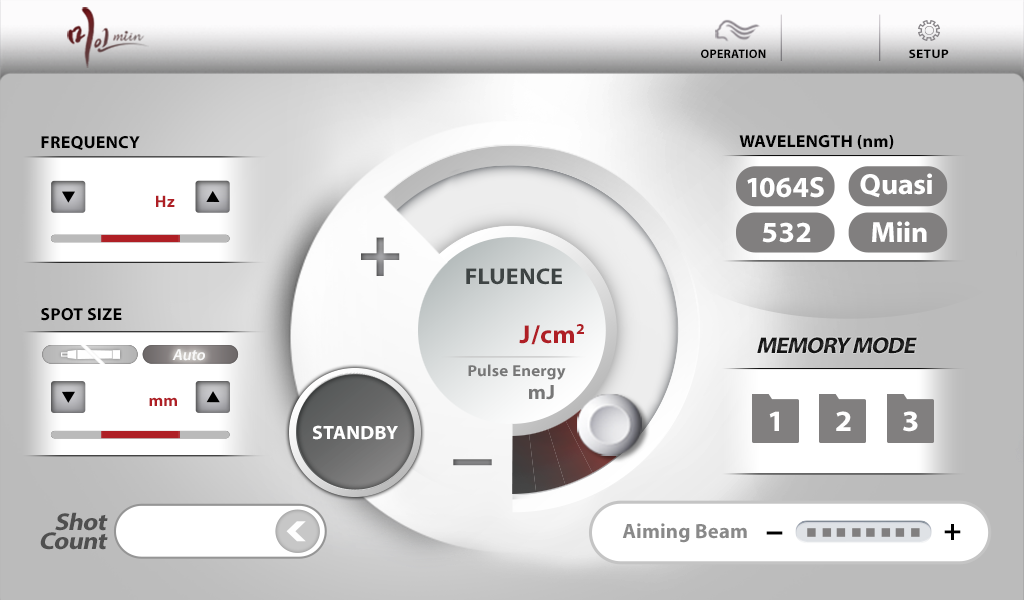 미인 miin
OPERATION
SETUP
FREQUENCY
▼ Hz ▲
SPOT SIZE
Auto
▼ mm ▲
Shot
Count
+
FLUENCE
J/cm²
Pulse Energy
mJ
STANDBY
−
WAVELENGTH (nm)
1064S Quasi
532 Miin
MEMORY MODE
1 2 3
Aiming Beam − +